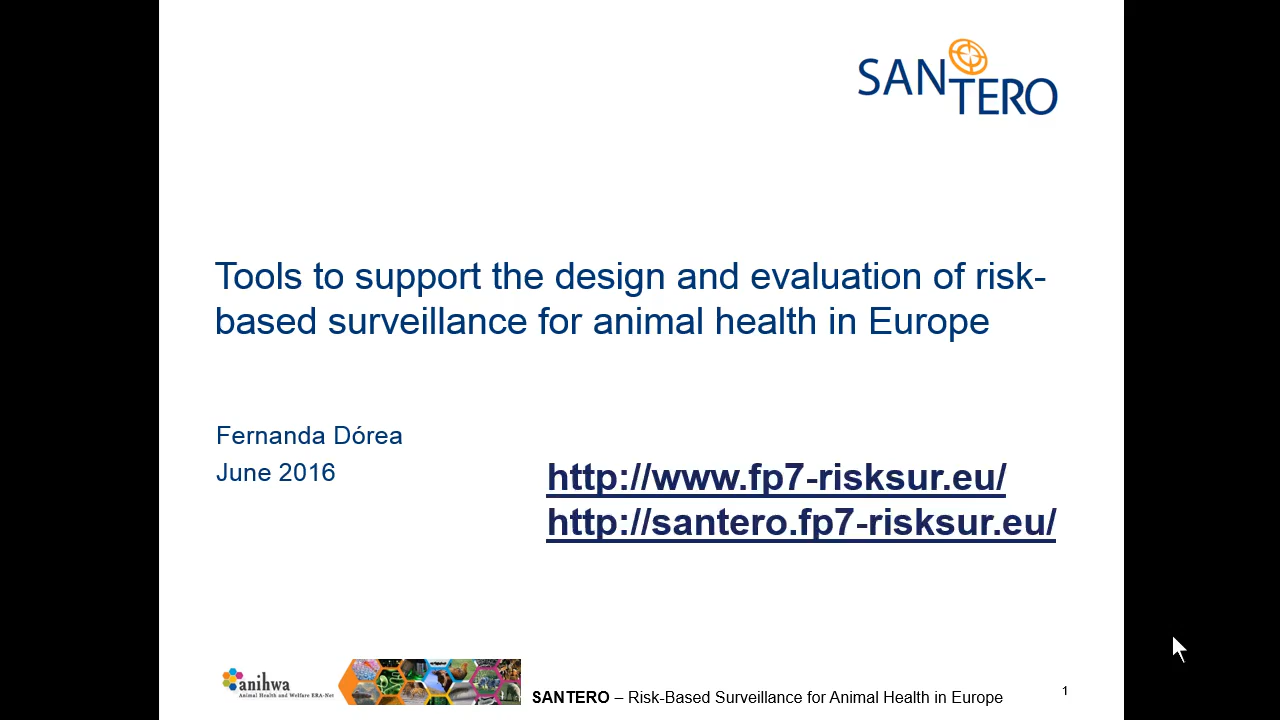 SANTERO
Tools to support the design and evaluation of risk-
based surveillance for animal health in Europe
Fernanda Dórea
June 2016
http://www.fp7-risksur.eu/
http://santero.fp7-risksur.eu/
anihwa
Animal Health and Welfare ERA-Net
SANTERO – Risk-Based Surveillance for Animal Health in Europe
1